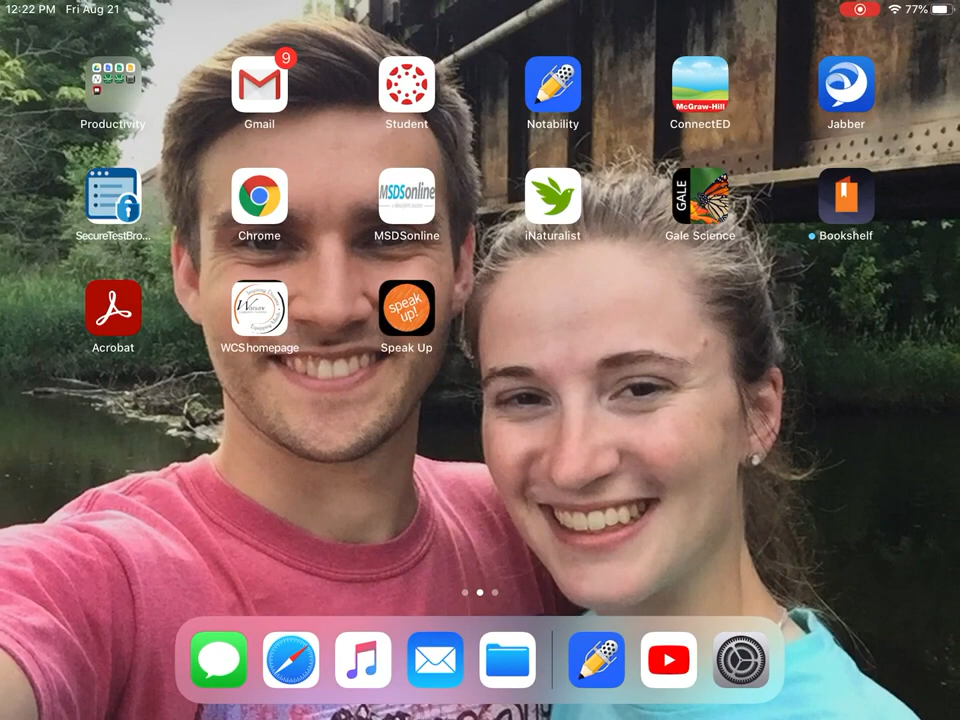 12:22 PM Fri Aug 21 77%
9
Productivity Gmail Student Notability ConnectED Jabber
McGraw-Hill
MSDSonline
GALE
SecureTestBro... Chrome MSDSonline iNaturalist Gale Science Bookshelf
speak
up!
Acrobat WCS homepage Speak Up